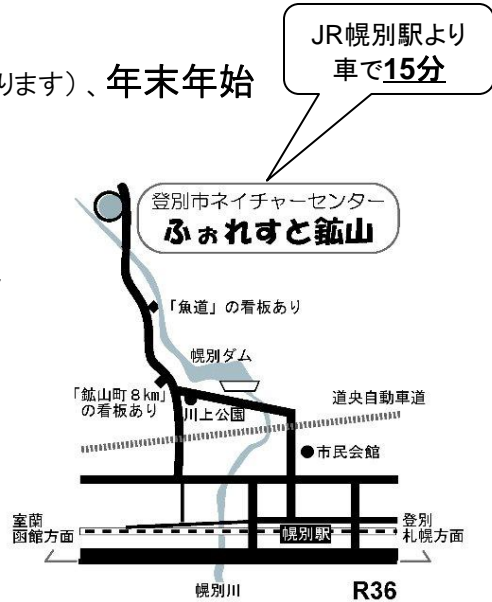 JR幌別駅より
車で15分
ります）、年末年始
登別市ネイチャーセンター
ふぉれすと鉱山
「魚道」の看板あり
幌別ダム
「鉱山町８km」
の看板あり
川上公園
道央自動車道
市民会館
室蘭
函館方面
幌別駅
登別
札幌方面
幌別川
R36